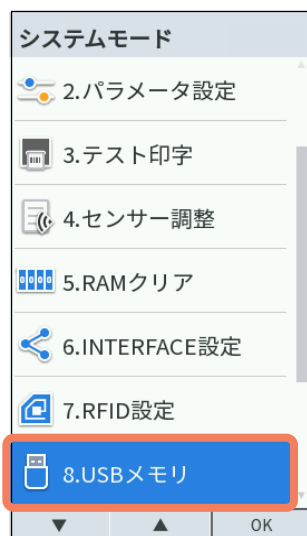 システムモード
2.パラメータ設定
3.テスト印字
4.センサー調整
5.RAMクリア
6.INTERFACE設定
7.RFID設定
8.USBメモリ
▼ ▲ OK